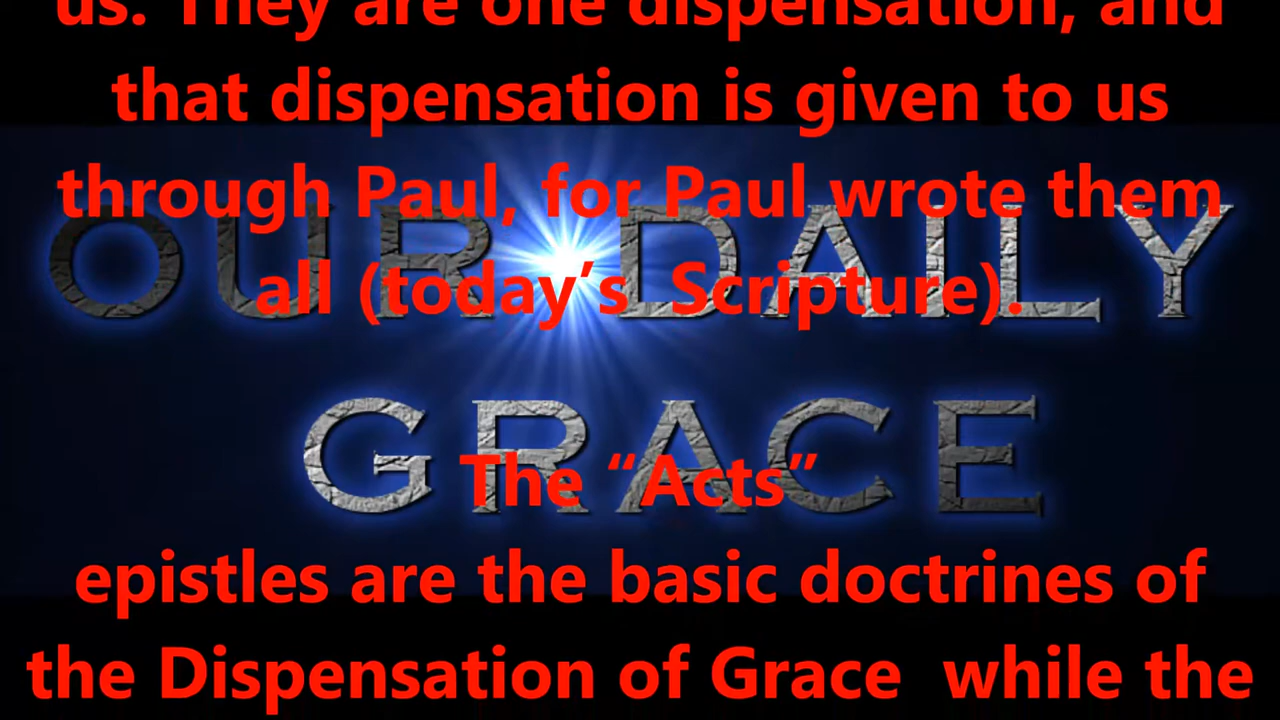 us. They are one dispensation, and
that dispensation is given to us
through Paul, for Paul wrote them
all (today’s  Scripture).
The “Acts”
epistles are the basic doctrines of
the Dispensation of Grace  while the
OUR DAILY
GRACE